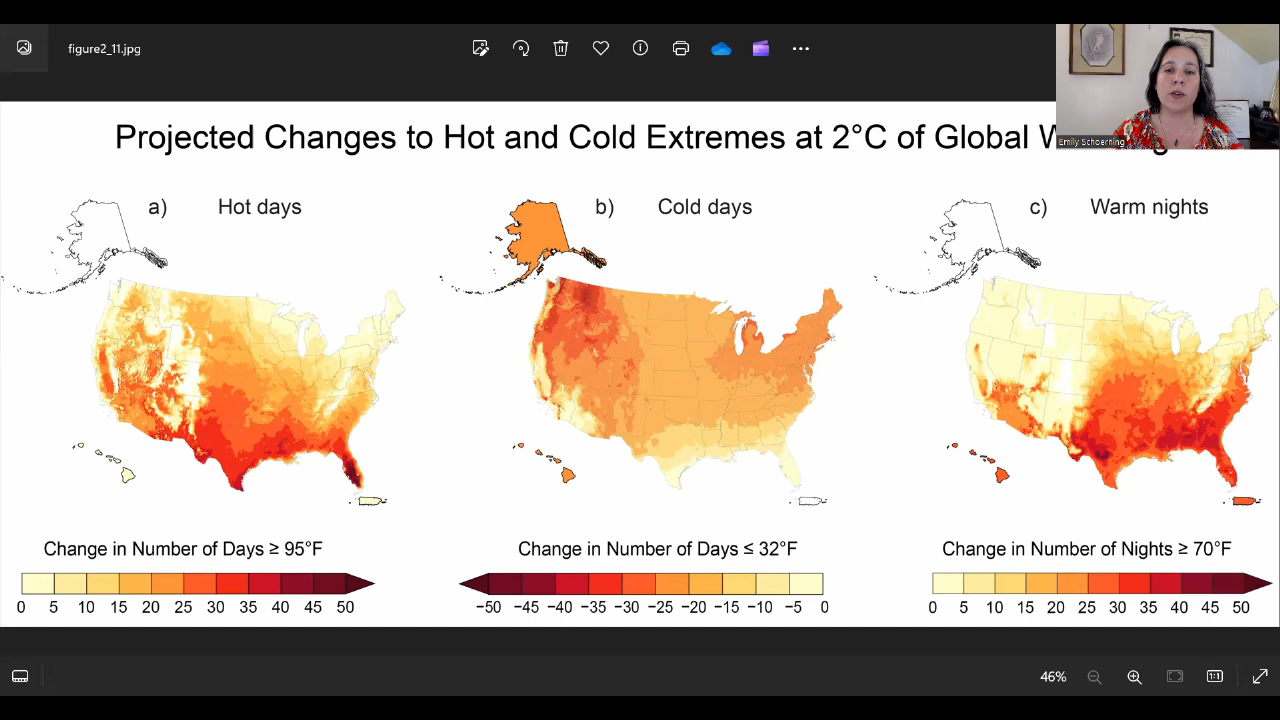 figure2_11.jpg
Emily Schoerning
Projected Changes to Hot and Cold Extremes at 2°C of Global
a) Hot days
b) Cold days
c) Warm nights
Change in Number of Days ≥ 95°F
0 5 10 15 20 25 30 35 40 45 50
Change in Number of Days ≤ 32°F
−50 −45 −40 −35 −30 −25 −20 −15 −10 −5 0
Change in Number of Nights ≥ 70°F
0 5 10 15 20 25 30 35 40 45 50
46%
1:1